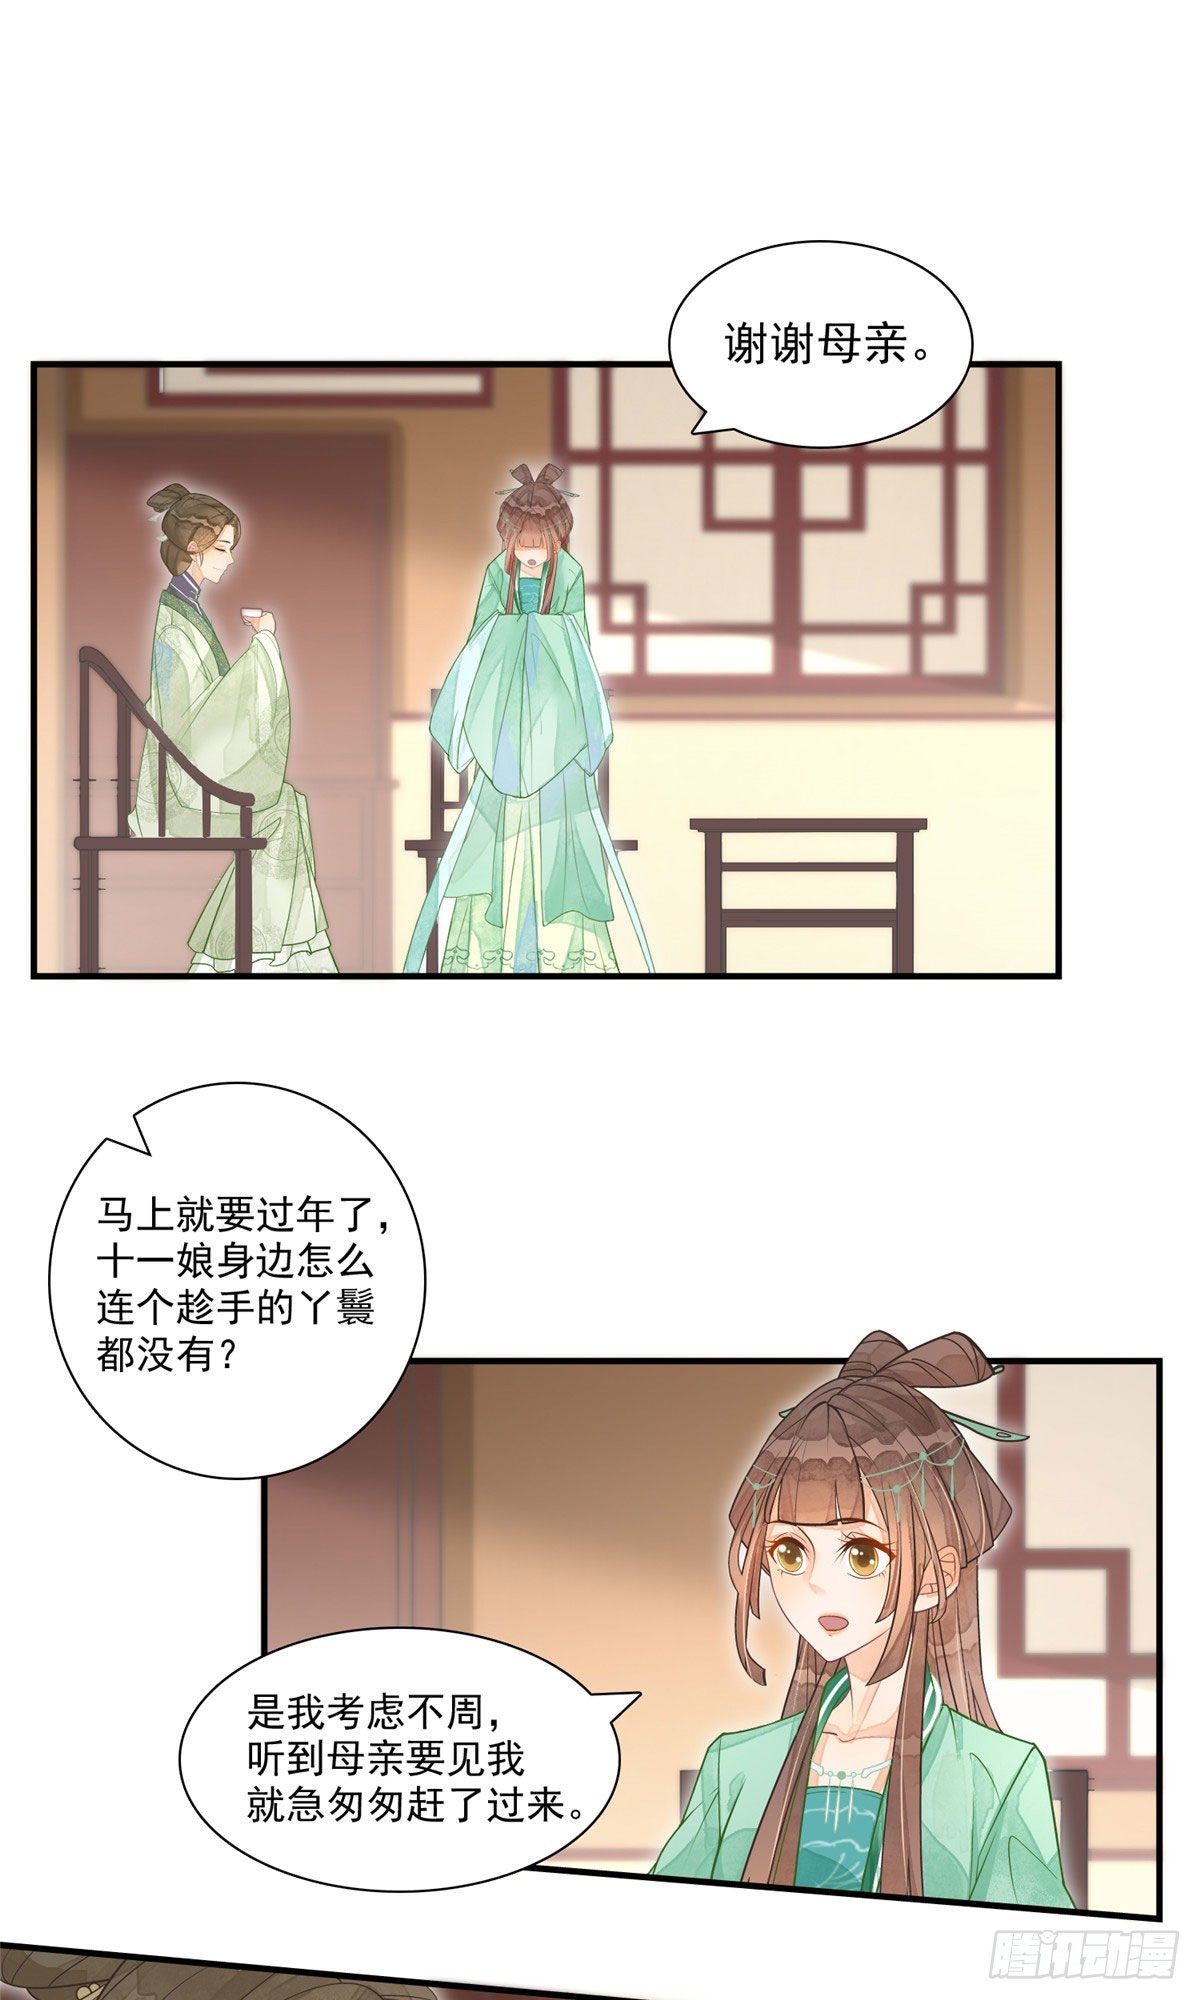 谢谢母亲。
马上就要过年了，
十一娘身边怎么
连个趁手的丫鬟
都没有？
是我考虑不周，
听到母亲要见我
就急匆匆赶了过来。
腾讯动漫